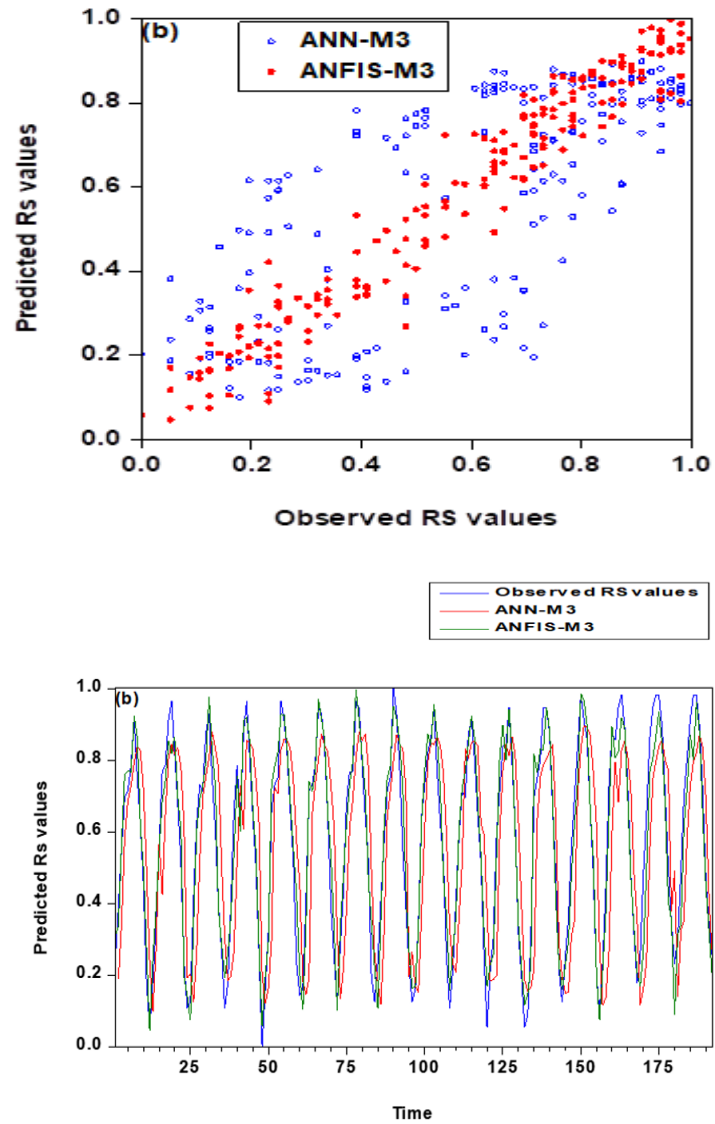 (b)
ANN-M3
ANFIS-M3
1.0
0.8
0.6
0.4
0.2
0.0
Predicted Rs values
0.0 0.2 0.4 0.6 0.8 1.0
Observed RS values
Observed RS values
ANN-M3
ANFIS-M3
(b)
1.0
0.8
0.6
0.4
0.2
0.0
Predicted Rs values
25 50 75 100 125 150 175
Time